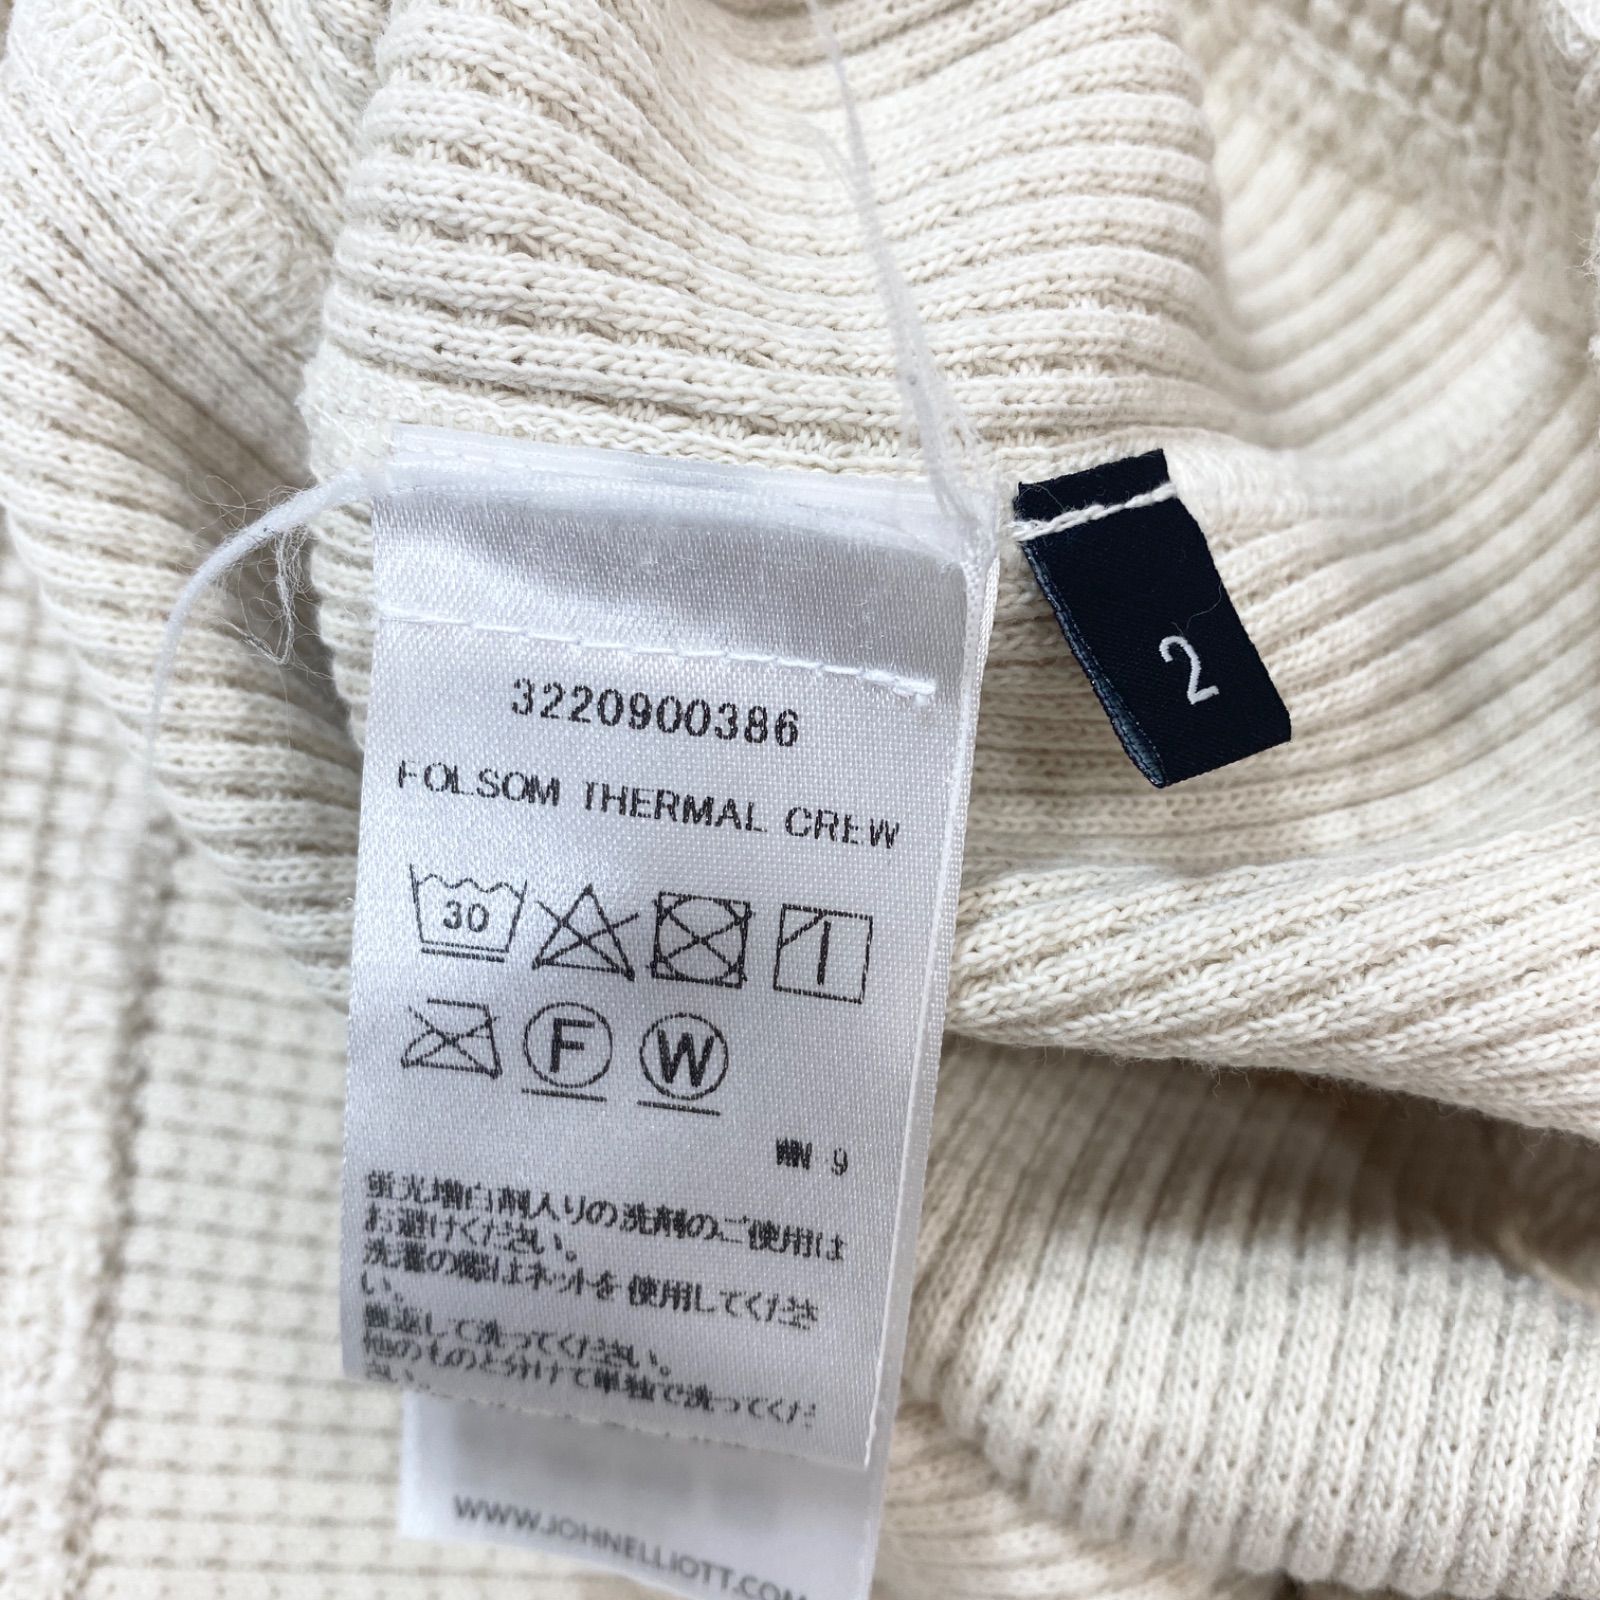 3220900386
FOLSOM THERMAL CREW
30
F W
WN 9
蛍光増白剤入りの洗剤のご使用は
お避けください。
洗濯の際はネットを使用してくださ
い。
裏返して洗ってください。
他のものと分けて単独で洗ってくだ
さい。
WWW.JOHNELLIOTT.COM
2